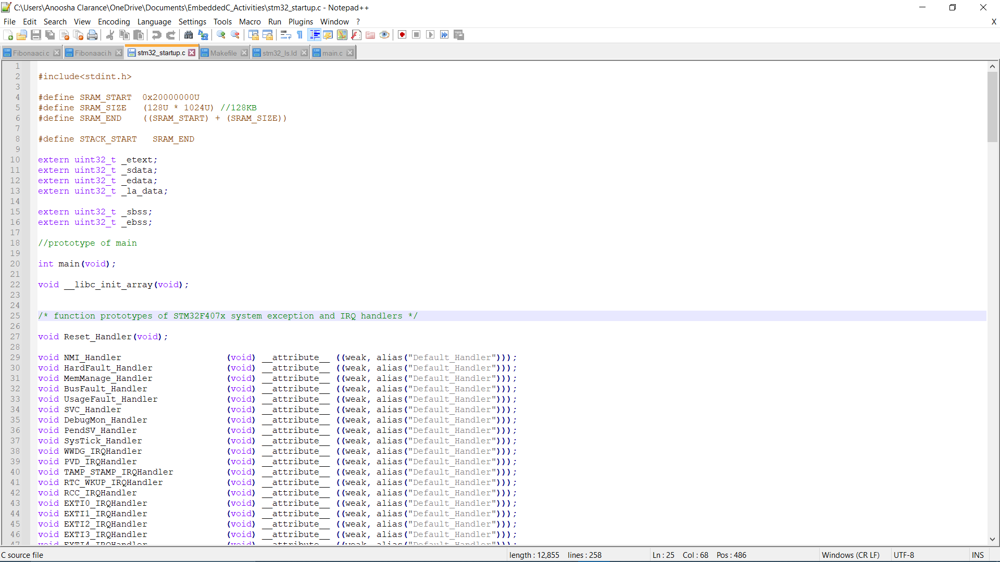 C:\Users\Anoosha Clarance\OneDrive\Documents\EmbeddedC_Activities\stm32_startup.c - Notepad++
File Edit Search View Encoding Language Settings Tools Macro Run Plugins Window ? X
Fibonaaci.c Fibonaaci.h stm32_startup.c Makefile stm32_ls.ld main.c
1
2 #include<stdint.h>
3
4 #define SRAM_START  0x20000000U
5 #define SRAM_SIZE   (128U * 1024U) //128KB
6 #define SRAM_END    ((SRAM_START) + (SRAM_SIZE))
7
8 #define STACK_START   SRAM_END
9
10 extern uint32_t _etext;
11 extern uint32_t _sdata;
12 extern uint32_t _edata;
13 extern uint32_t _la_data;
14
15 extern uint32_t _sbss;
16 extern uint32_t _ebss;
17
18 //prototype of main
19
20 int main(void);
21
22 void __libc_init_array(void);
23
24
25 /* function prototypes of STM32F407x system exception and IRQ handlers */
26
27 void Reset_Handler(void);
28
29 void NMI_Handler (void) __attribute__ ((weak, alias("Default_Handler")));
30 void HardFault_Handler (void) __attribute__ ((weak, alias("Default_Handler")));
31 void MemManage_Handler (void) __attribute__ ((weak, alias("Default_Handler")));
32 void BusFault_Handler (void) __attribute__ ((weak, alias("Default_Handler")));
33 void UsageFault_Handler (void) __attribute__ ((weak, alias("Default_Handler")));
34 void SVC_Handler (void) __attribute__ ((weak, alias("Default_Handler")));
35 void DebugMon_Handler (void) __attribute__ ((weak, alias("Default_Handler")));
36 void PendSV_Handler (void) __attribute__ ((weak, alias("Default_Handler")));
37 void SysTick_Handler (void) __attribute__ ((weak, alias("Default_Handler")));
38 void WWDG_IRQHandler (void) __attribute__ ((weak, alias("Default_Handler")));
39 void PVD_IRQHandler (void) __attribute__ ((weak, alias("Default_Handler")));
40 void TAMP_STAMP_IRQHandler (void) __attribute__ ((weak, alias("Default_Handler")));
41 void RTC_WKUP_IRQHandler (void) __attribute__ ((weak, alias("Default_Handler")));
42 void RCC_IRQHandler (void) __attribute__ ((weak, alias("Default_Handler")));
43 void EXTI0_IRQHandler (void) __attribute__ ((weak, alias("Default_Handler")));
44 void EXTI1_IRQHandler (void) __attribute__ ((weak, alias("Default_Handler")));
45 void EXTI2_IRQHandler (void) __attribute__ ((weak, alias("Default_Handler")));
46 void EXTI3_IRQHandler (void) __attribute__ ((weak, alias("Default_Handler")));
47 void EXTI4_IRQHandler (void) __attribute__ ((weak, alias("Default_Handler")));
C source file length : 12,855 lines : 258 Ln : 25 Col : 68 Pos : 486 Windows (CR LF) UTF-8 INS